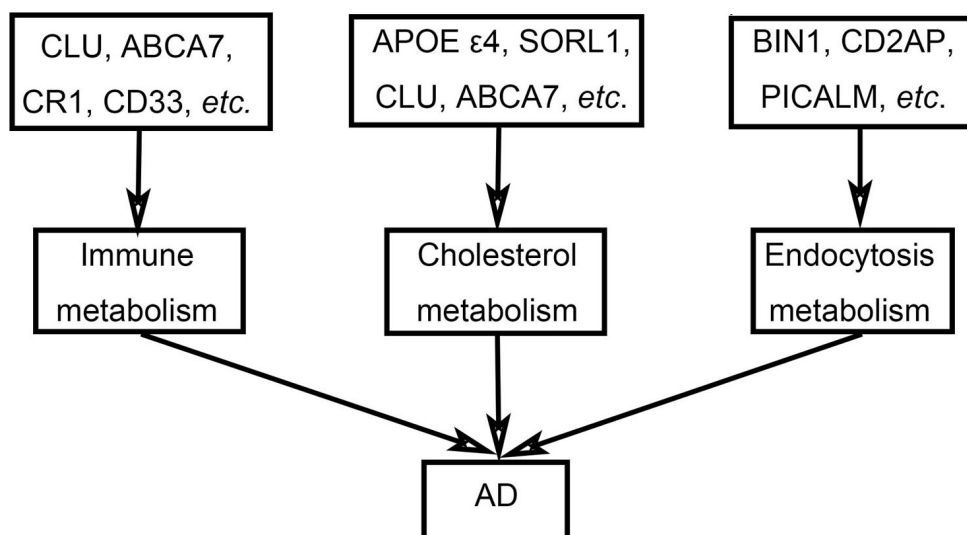 CLU, ABCA7,
CR1, CD33, etc.
APOE ε4, SORL1,
CLU, ABCA7, etc.
BIN1, CD2AP,
PICALM, etc.
Immune
metabolism
Cholesterol
metabolism
Endocytosis
metabolism
AD